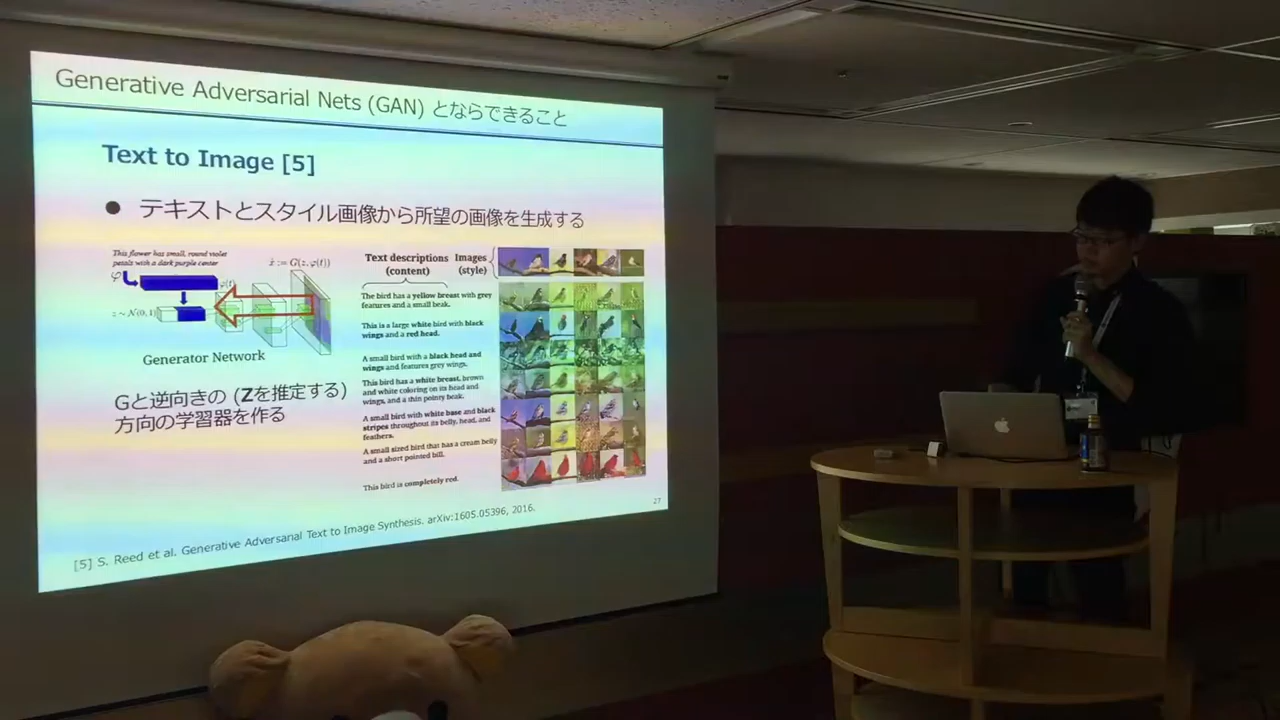 Generative Adversarial Nets (GAN) とならできること
Text to Image [5]
● テキストとスタイル画像から所望の画像を生成する
This flower has small, round violet
petals with a dark purple center
φ
φ(t)
z ~ N(0,1)
x̂ := G(z, φ(t))
Generator Network
Gと逆向きの (Zを推定する)
方向の学習器を作る
Text descriptions
(content)
Images
(style)
The bird has a yellow breast with grey
features and a small beak.
This is a large white bird with black
wings and a red head.
A small bird with a black head and
wings and features grey wings.
This bird has a white breast, brown
and white coloring on its head and
wings, and a thin pointy beak.
A small bird with white base and black
stripes throughout its belly, head, and
feathers.
A small sized bird that has a cream belly
and a short pointed bill.
This bird is completely red.
27
[5] S. Reed et al. Generative Adversarial Text to Image Synthesis. arXiv:1605.05396, 2016.